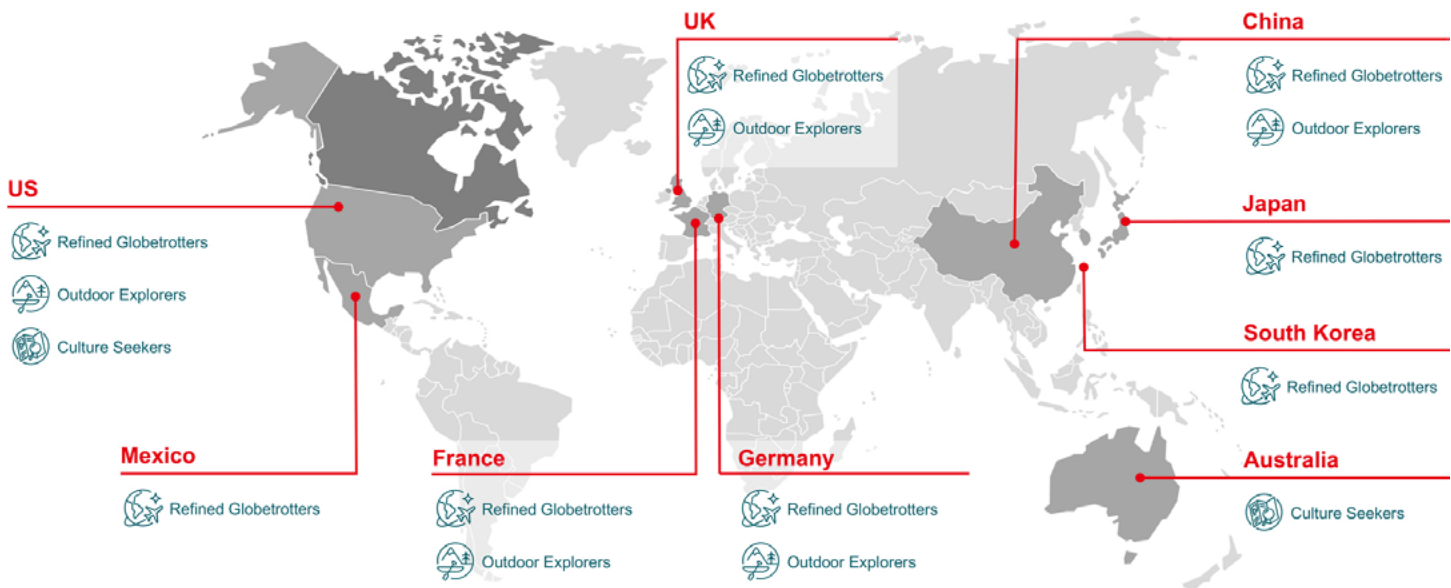 UK
Refined Globetrotters
Outdoor Explorers
China
Refined Globetrotters
Outdoor Explorers
US
Refined Globetrotters
Outdoor Explorers
Culture Seekers
Japan
Refined Globetrotters
South Korea
Refined Globetrotters
Mexico
Refined Globetrotters
France
Refined Globetrotters
Outdoor Explorers
Germany
Refined Globetrotters
Outdoor Explorers
Australia
Culture Seekers